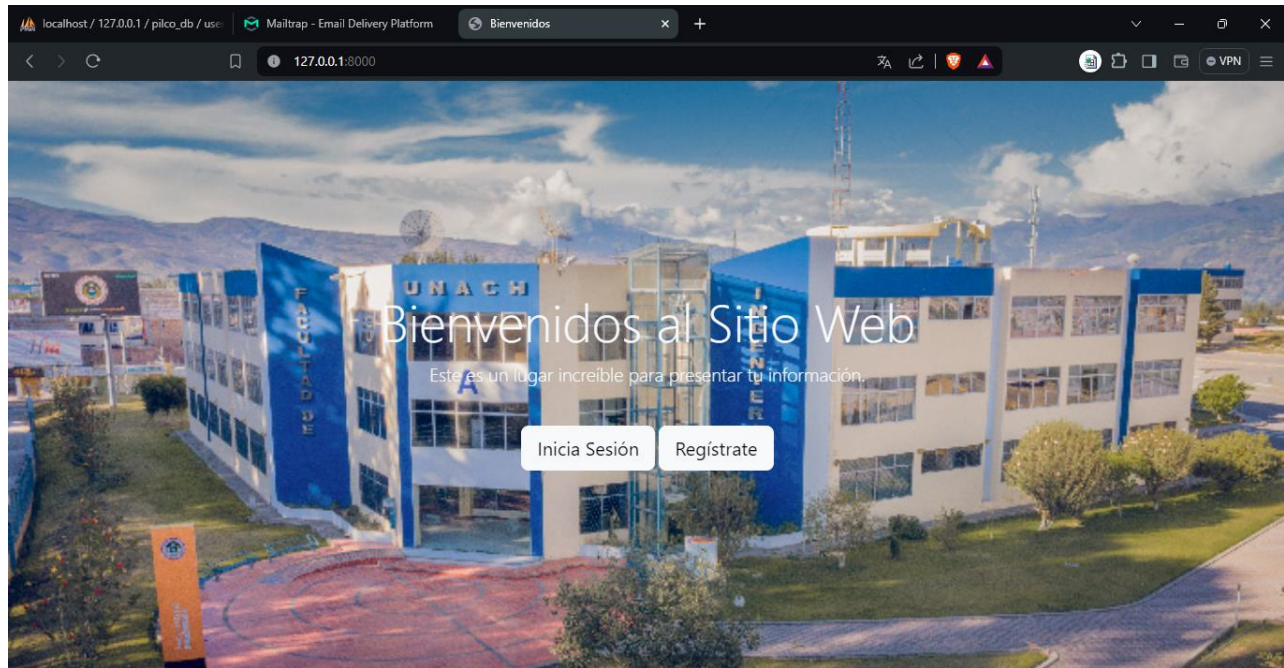 localhost / 127.0.0.1 / pilco_db / use
Mailtrap - Email Delivery Platform
Bienvenidos
127.0.0.1:8000
VPN
UNACH
FACULTAD DE
INGENIER
A
Bienvenidos al Sitio Web
Este es un lugar increíble para presentar tu información.
Inicia Sesión
Regístrate